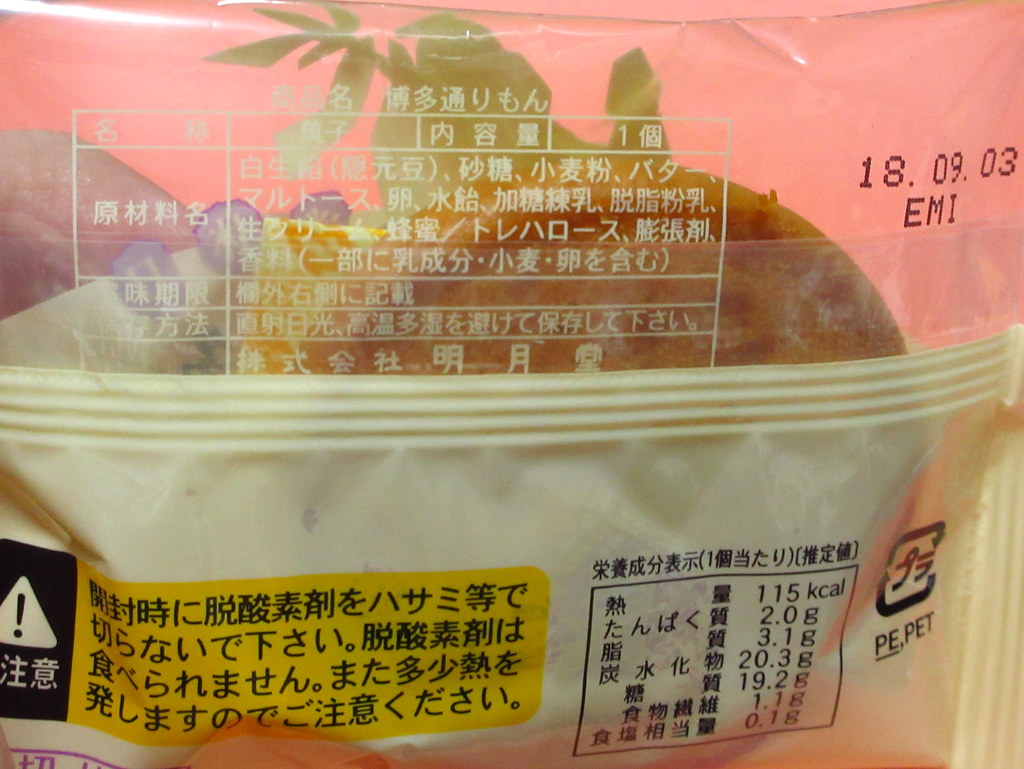 商品名 博多通りもん
名 称 菓子 内容量 1個
原材料名 白生餡(隠元豆)、砂糖、小麦粉、バター、
マルトース、卵、水飴、加糖練乳、脱脂粉乳、
生クリーム、蜂蜜/トレハロース、膨張剤、
香料(一部に乳成分・小麦・卵を含む)
賞味期限 欄外右側に記載
保存方法 直射日光、高温多湿を避けて保存して下さい。
株式会社 明月堂
18.09.03
EMI
注意
開封時に脱酸素剤をハサミ等で
切らないで下さい。脱酸素剤は
食べられません。また多少熱を
発しますのでご注意ください。
栄養成分表示(1個当たり)〔推定値〕
熱量 115 kcal
たんぱく質 2.0g
脂質 3.1g
炭水化物 20.3g
糖質 19.2g
食物繊維 1.1g
食塩相当量 0.1g
プラ
PE,PET